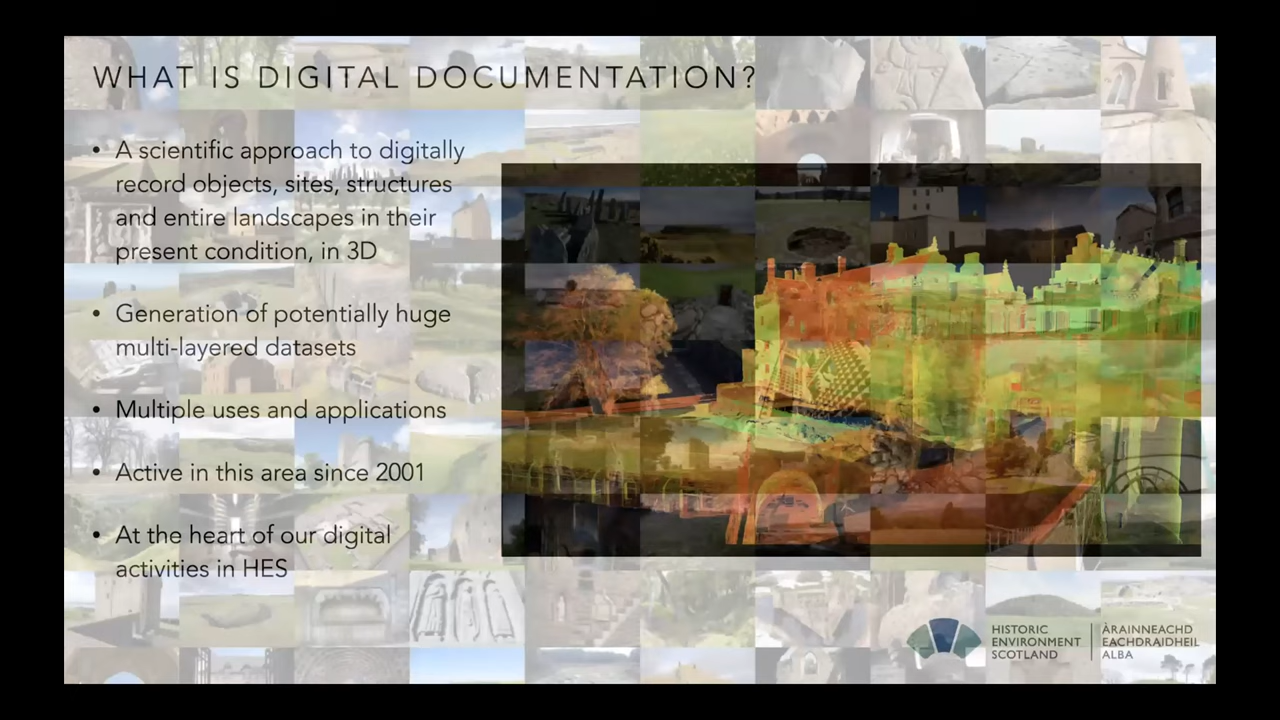 WHAT IS DIGITAL DOCUMENTATION?
• A scientific approach to digitally
record objects, sites, structures
and entire landscapes in their
present condition, in 3D
• Generation of potentially huge
multi-layered datasets
• Multiple uses and applications
• Active in this area since 2001
• At the heart of our digital
activities in HES
HISTORIC
ENVIRONMENT
SCOTLAND
ÀRAINNEACHD
EACHDRAIDHEIL
ALBA